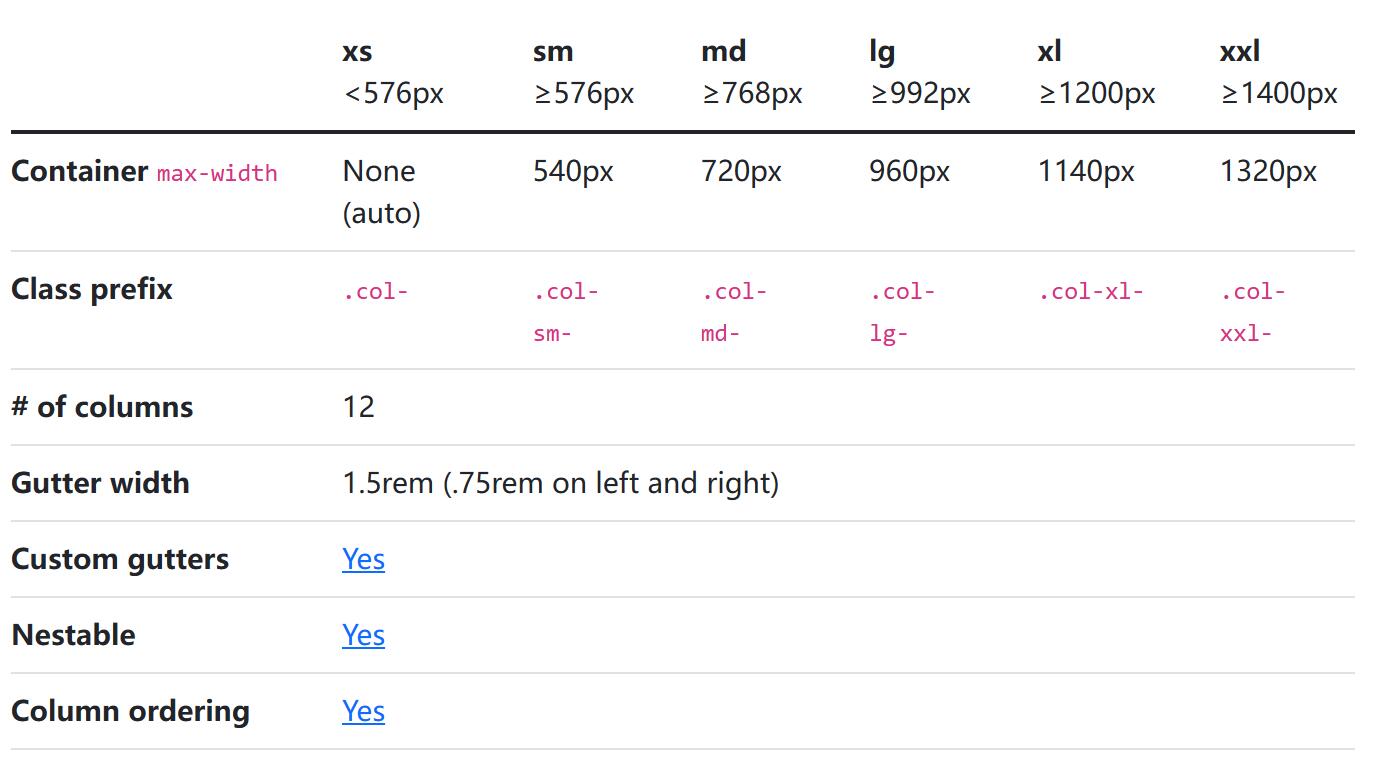 xs sm md lg xl xxl
<576px ≥576px ≥768px ≥992px ≥1200px ≥1400px
Container max-width None 540px 720px 960px 1140px 1320px
(auto)
Class prefix .col- .col- .col- .col- .col-xl- .col-
sm- md- lg- xxl-
# of columns 12
Gutter width 1.5rem (.75rem on left and right)
Custom gutters Yes
Nestable Yes
Column ordering Yes